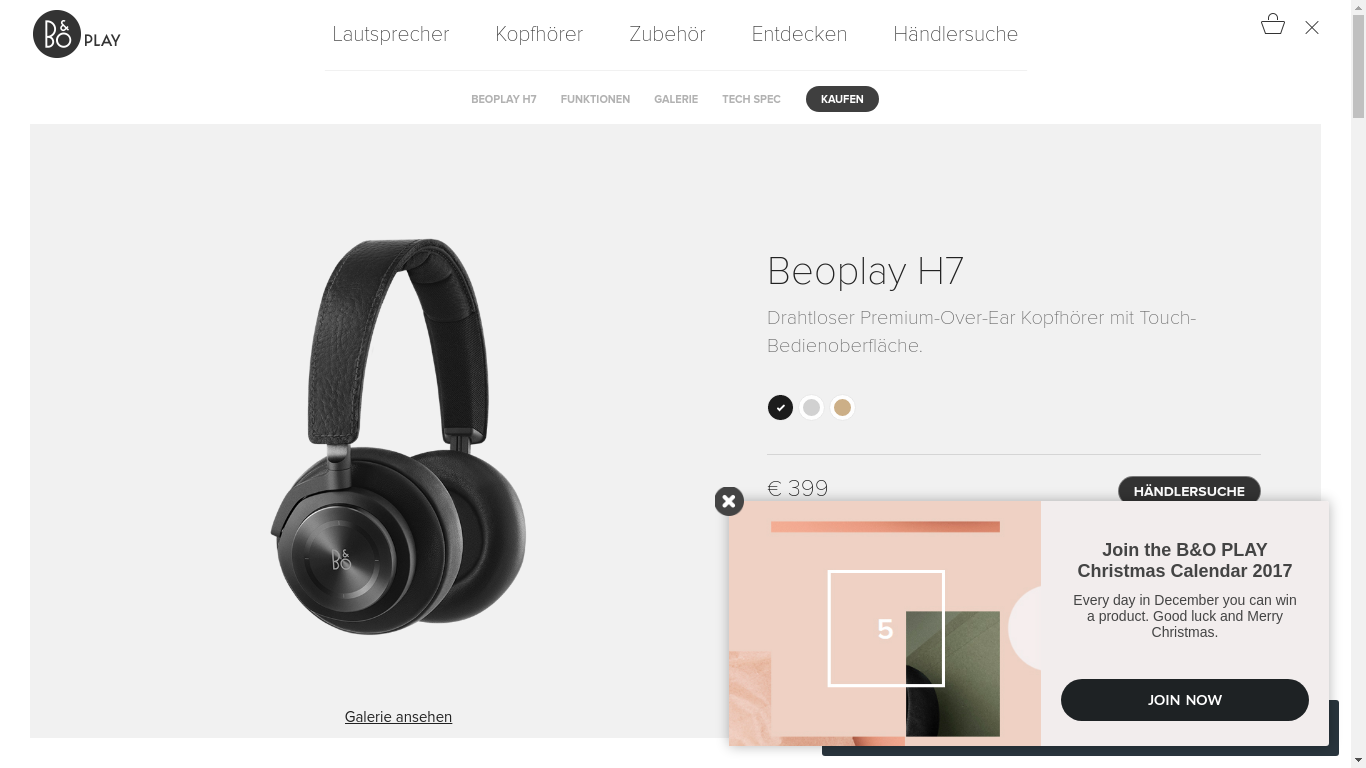 B&O PLAY
Lautsprecher Kopfhörer Zubehör Entdecken Händlersuche
BEOPLAY H7 FUNKTIONEN GALERIE TECH SPEC KAUFEN
Beoplay H7
Drahtloser Premium-Over-Ear Kopfhörer mit Touch-
Bedienoberfläche.
€ 399
HÄNDLERSUCHE
B&O
Galerie ansehen
5
Join the B&O PLAY
Christmas Calendar 2017
Every day in December you can win
a product. Good luck and Merry
Christmas.
JOIN NOW